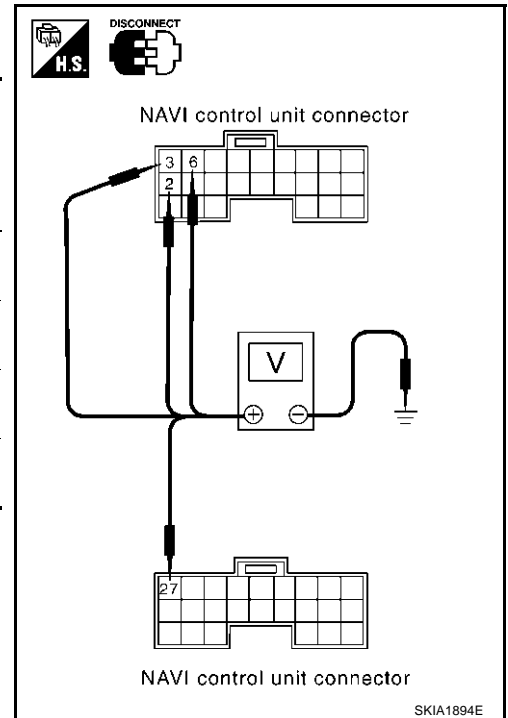 DISCONNECT
H.S.
NAVI control unit connector
3 6
2
V
+ −
27
NAVI control unit connector
SKIA1894E